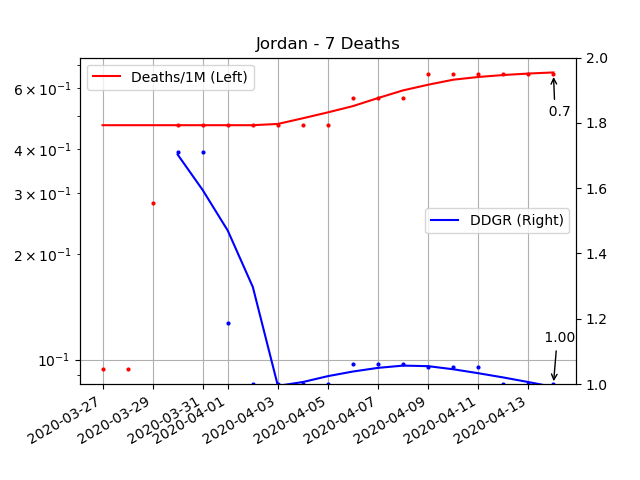 Jordan - 7 Deaths
Deaths/1M (Left)
DDGR (Right)
0.7
1.00
6 × 10⁻¹
4 × 10⁻¹
3 × 10⁻¹
2 × 10⁻¹
10⁻¹
2.0
1.8
1.6
1.4
1.2
1.0
2020-03-27
2020-03-29
2020-03-31
2020-04-01
2020-04-03
2020-04-05
2020-04-07
2020-04-09
2020-04-11
2020-04-13